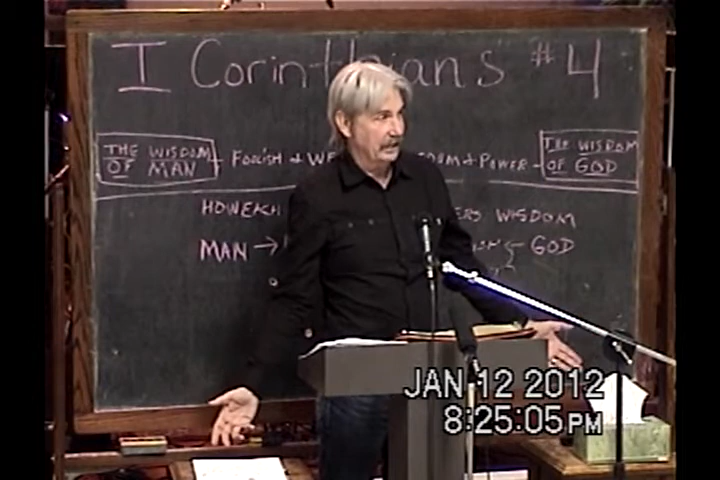 I Corinthians #4
THE WISDOM OF MAN FOOLISH + WE DOM + POWER THE WISDOM OF GOD
HOW EACH ERS WISDOM
MAN → ← GOD
JAN 12 2012
8:25:05 PM